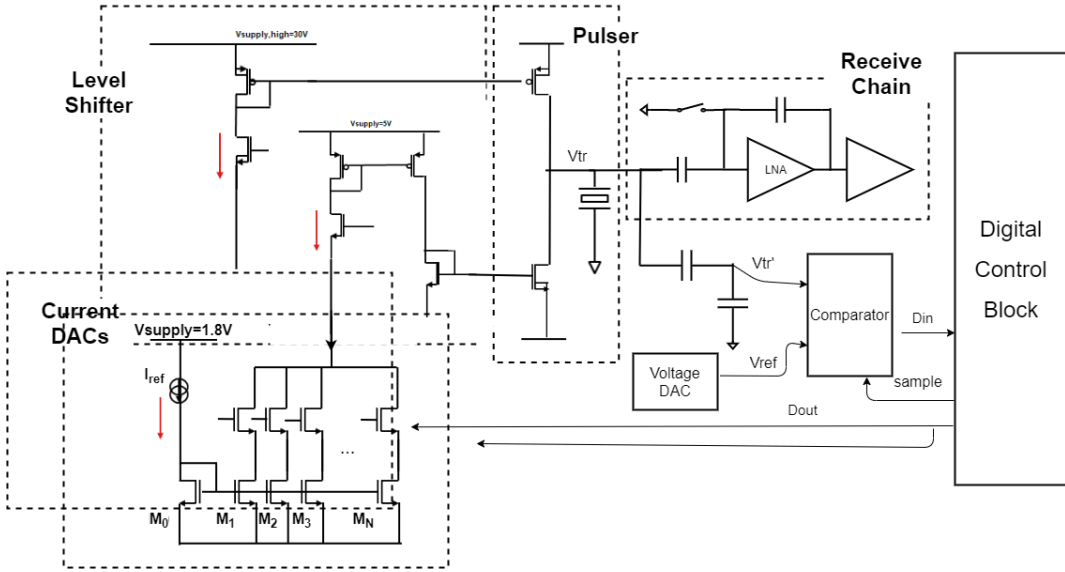 Vsupply,high=30V
Pulser
Level
Shifter
Receive
Chain
Vsupply=5V
Vtr
LNA
Digital
Control
Block
Current
DACs
Vsupply=1.8V
Vtr'
Comparator
Din
Iref
Voltage
DAC
Vref
sample
Dout
...
M0
M1
M2
M3
MN